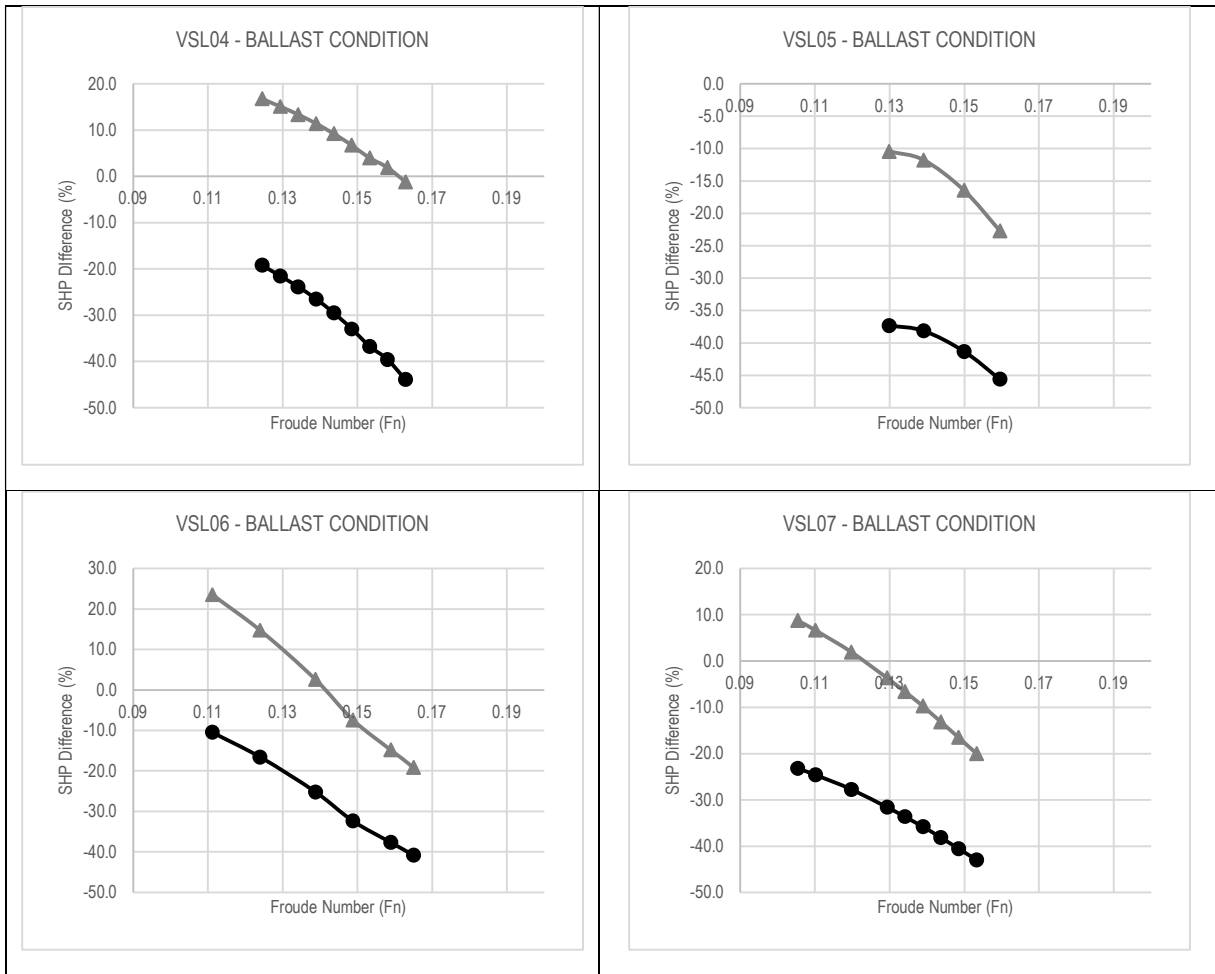 VSL04 - BALLAST CONDITION
20.0
10.0
0.0
-10.0
-20.0
-30.0
-40.0
-50.0
0.09 0.11 0.13 0.15 0.17 0.19
SHP DIfference (%)
Froude Number (Fn)
VSL05 - BALLAST CONDITION
0.0
-5.0
-10.0
-15.0
-20.0
-25.0
-30.0
-35.0
-40.0
-45.0
-50.0
0.09 0.11 0.13 0.15 0.17 0.19
SHP Difference (%)
Froude Number (Fn)
VSL06 - BALLAST CONDITION
30.0
20.0
10.0
0.0
-10.0
-20.0
-30.0
-40.0
-50.0
0.09 0.11 0.13 0.15 0.17 0.19
SHP Difference (%)
Froude Number (Fn)
VSL07 - BALLAST CONDITION
20.0
10.0
0.0
-10.0
-20.0
-30.0
-40.0
-50.0
0.09 0.11 0.13 0.15 0.17 0.19
SHP Difference (%)
Froude Number (Fn)